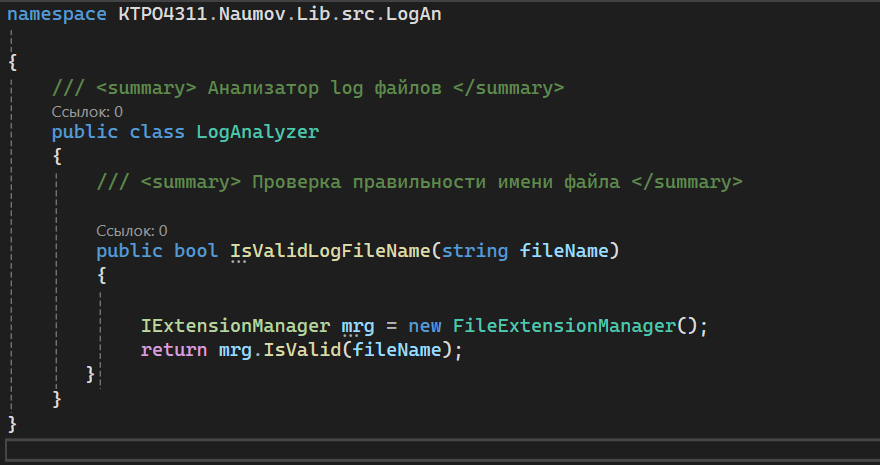 namespace КТРО4311.Naumov.Lib.src.LogAn
{
/// <summary> Анализатор log файлов </summary>
Ссылок: 0
public class LogAnalyzer
{
/// <summary> Проверка правильности имени файла </summary>
Ссылок: 0
public bool IsValidLogFileName(string fileName)
{
IExtensionManager mrg = new FileExtensionManager();
return mrg.IsValid(fileName);
}
}
}